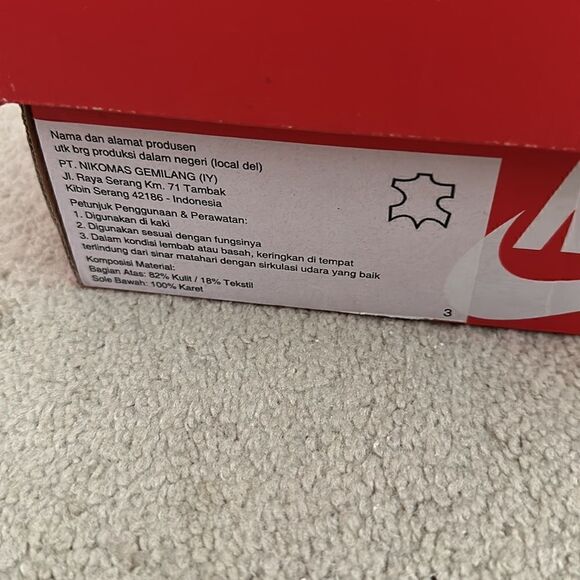 Nama dan alamat produsen
utk brg produksi dalam negeri (local del)
PT. NIKOMAS GEMILANG (IY)
Jl. Raya Serang Km. 71 Tambak
Kibin Serang 42186 - Indonesia
Petunjuk Penggunaan & Perawatan:
1. Digunakan di kaki
2. Digunakan sesuai dengan fungsinya
3. Dalam kondisi lembab atau basah, keringkan di tempat
terlindung dari sinar matahari dengan sirkulasi udara yang baik
Komposisi Material:
Bagian Atas: 82% Kulit / 18% Tekstil
Sole Bawah: 100% Karet
3